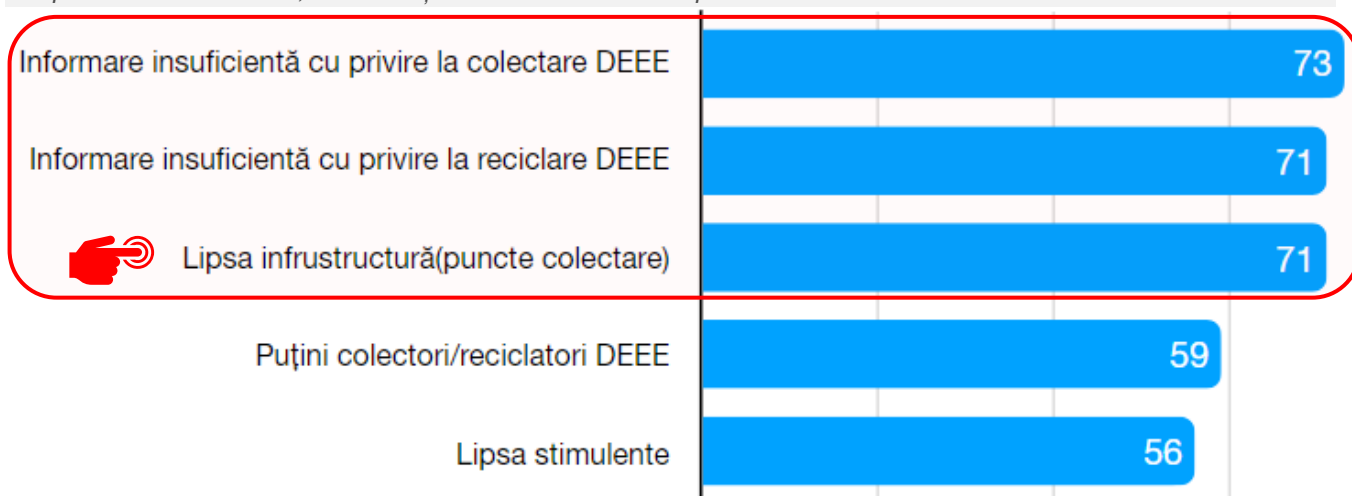 Informare insuficientă cu privire la colectare DEEE 73
Informare insuficientă cu privire la reciclare DEEE 71
Lipsa infrustructură(puncte colectare) 71
Puțini colectori/reciclatori DEEE 59
Lipsa stimulente 56